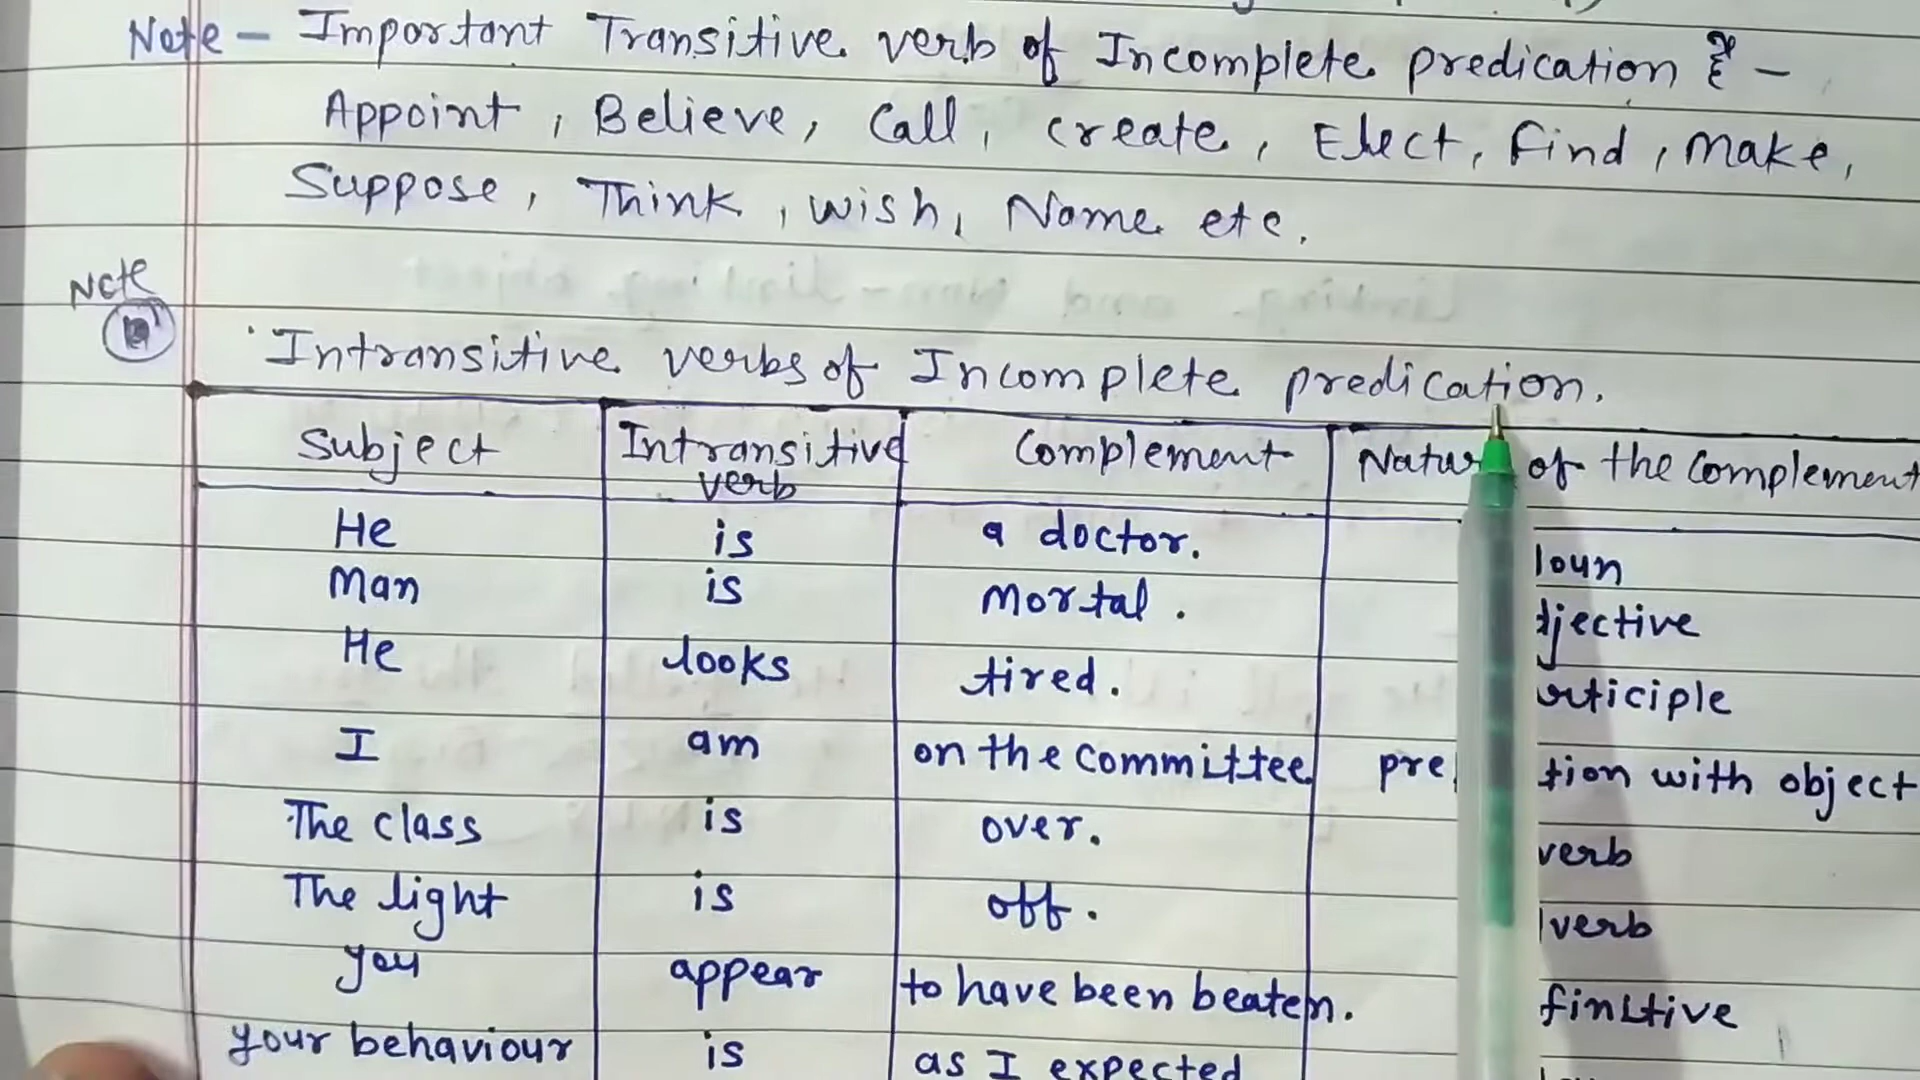 Note - Important Transitive verb of Incomplete predication :-
Appoint, Believe, Call, create, Elect, find, make,
Suppose, Think, wish, Name etc.
Note
Intransitive verbs of Incomplete predication.
Subject Intransitive verb Complement of the Complement
He is a doctor. loun
Man is Mortal. djective
He looks tired. rticiple
I am on the committee pre tion with object
The class is over. verb
The light is off. verb
you appear to have been beaten. finitive
your behaviour is as I expected